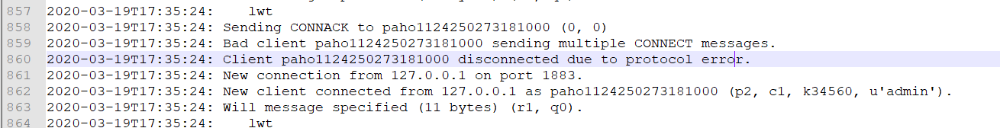 857 2020-03-19T17:35:24:    lwt
858 2020-03-19T17:35:24: Sending CONNACK to paho1124250273181000 (0, 0)
859 2020-03-19T17:35:24: Bad client paho1124250273181000 sending multiple CONNECT messages.
860 2020-03-19T17:35:24: Client paho1124250273181000 disconnected due to protocol error.
861 2020-03-19T17:35:24: New connection from 127.0.0.1 on port 1883.
862 2020-03-19T17:35:24: New client connected from 127.0.0.1 as paho1124250273181000 (p2, c1, k34560, u'admin').
863 2020-03-19T17:35:24: Will message specified (11 bytes) (r1, q0).
864 2020-03-19T17:35:24:    lwt